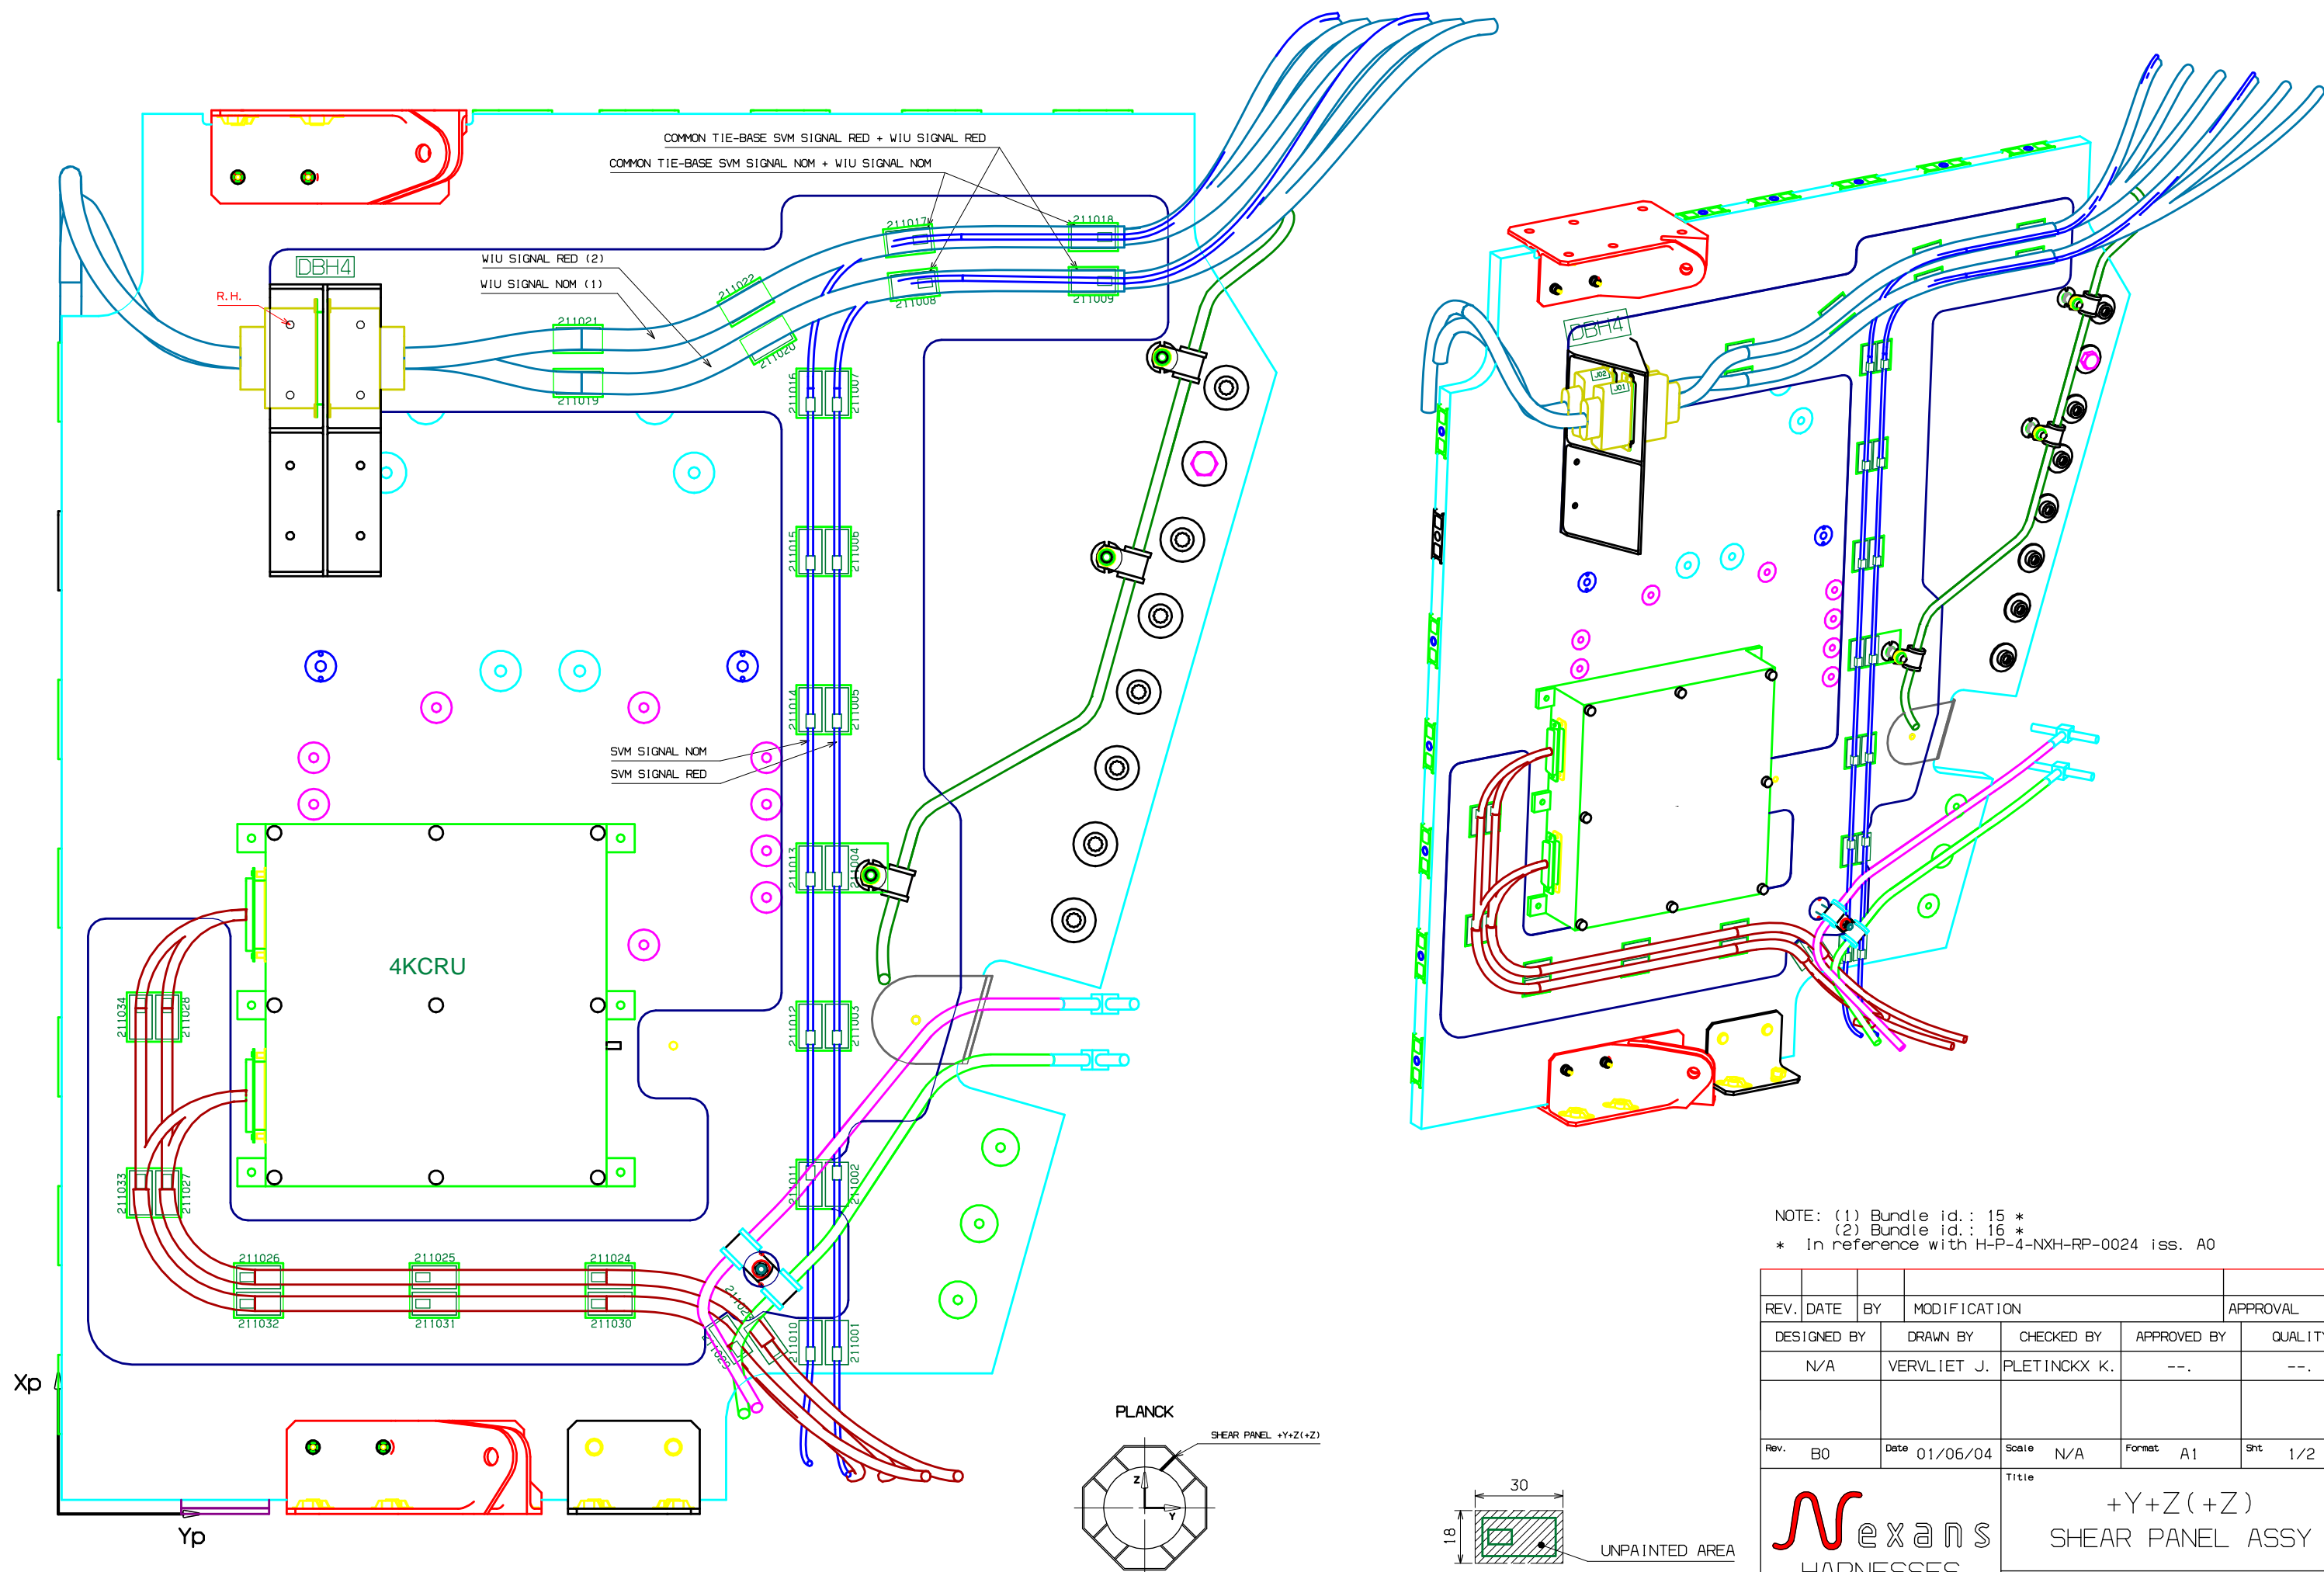 COMMON TIE-BASE SVM SIGNAL RED + WIU SIGNAL RED
COMMON TIE-BASE SVM SIGNAL NOM + WIU SIGNAL NOM
211017
211018
DBH4
WIU SIGNAL RED (2)
WIU SIGNAL NOM (1)
R.H.
211022
211008
211009
211021
211020
211019
211016
211007
211015
211006
211014
211005
SVM SIGNAL NOM
SVM SIGNAL RED
211013
211004
4KCRU
211034
211028
211012
211003
211033
211027
211011
211002
211026
211025
211024
211032
211031
211030
211010
211001
Xp
Yp
DBH4
J02
J01
PLANCK
SHEAR PANEL +Y+Z(+Z)
Z
Y
30
18
UNPAINTED AREA
NOTE: (1) Bundle id.: 15 *
(2) Bundle id.: 16 *
* In reference with H-P-4-NXH-RP-0024 iss. A0
REV. DATE BY MODIFICATION APPROVAL
DESIGNED BY DRAWN BY CHECKED BY APPROVED BY QUALITY
N/A VERVLIET J. PLETINCKX K. --. --.
Rev. B0 Date 01/06/04 Scale N/A Format A1 Sht 1/2
Title
+Y+Z(+Z)
SHEAR PANEL ASSY
Nexans
HARNESSES